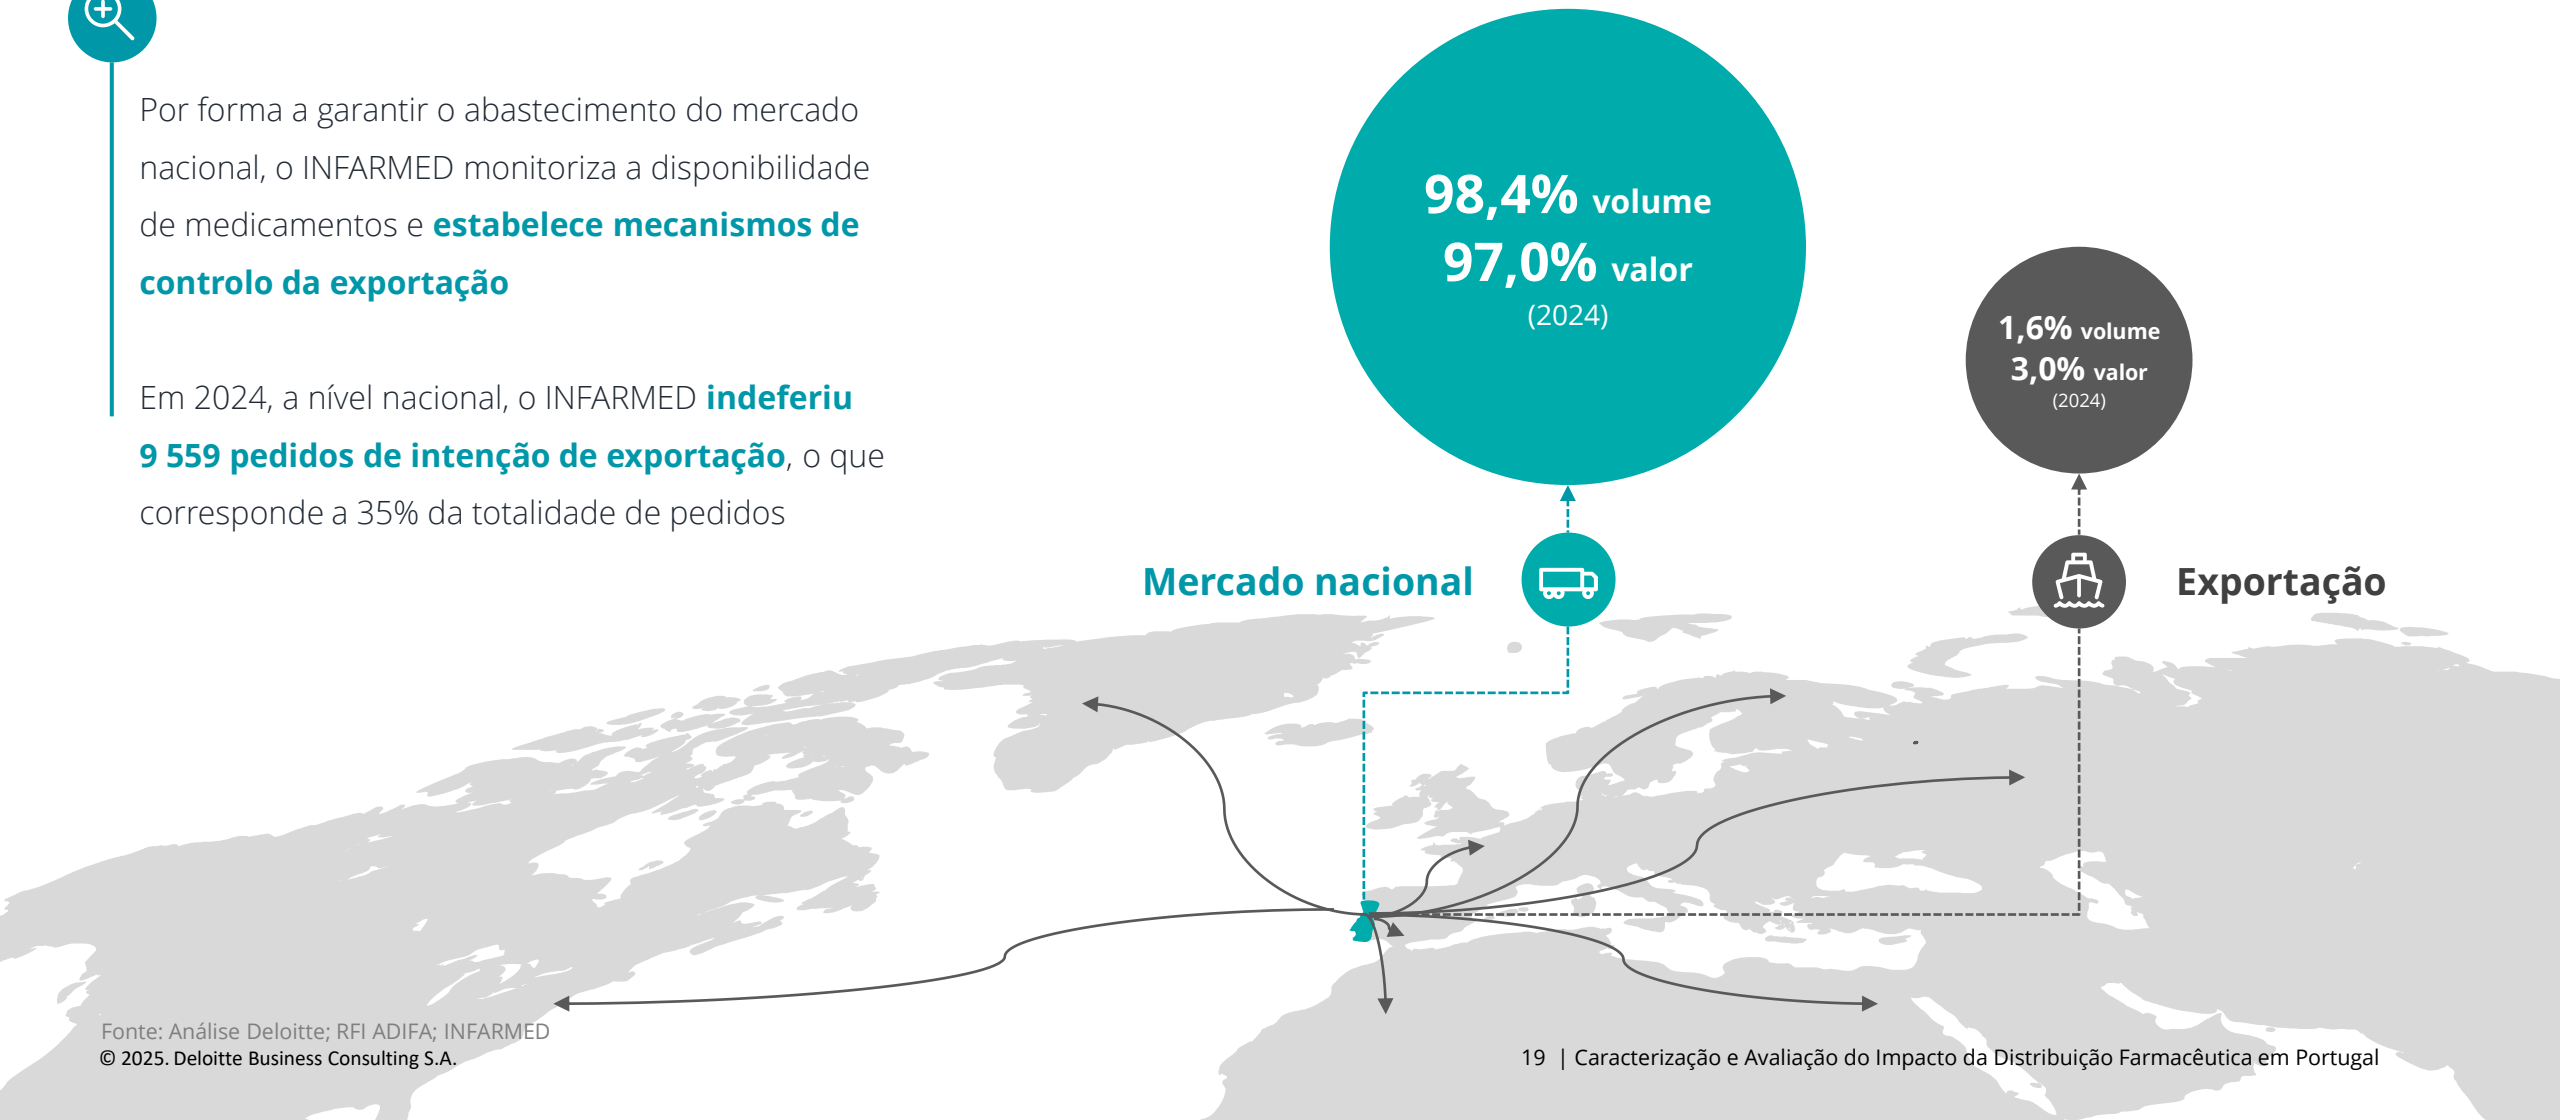 Por forma a garantir o abastecimento do mercado
nacional, o INFARMED monitoriza a disponibilidade
de medicamentos e estabelece mecanismos de
controlo da exportação
Em 2024, a nível nacional, o INFARMED indeferiu
9 559 pedidos de intenção de exportação, o que
corresponde a 35% da totalidade de pedidos
98,4% volume
97,0% valor
(2024)
1,6% volume
3,0% valor
(2024)
Mercado nacional
Exportação
Fonte: Análise Deloitte; RFI ADIFA; INFARMED
© 2025. Deloitte Business Consulting S.A.
19 | Caracterização e Avaliação do Impacto da Distribuição Farmacêutica em Portugal